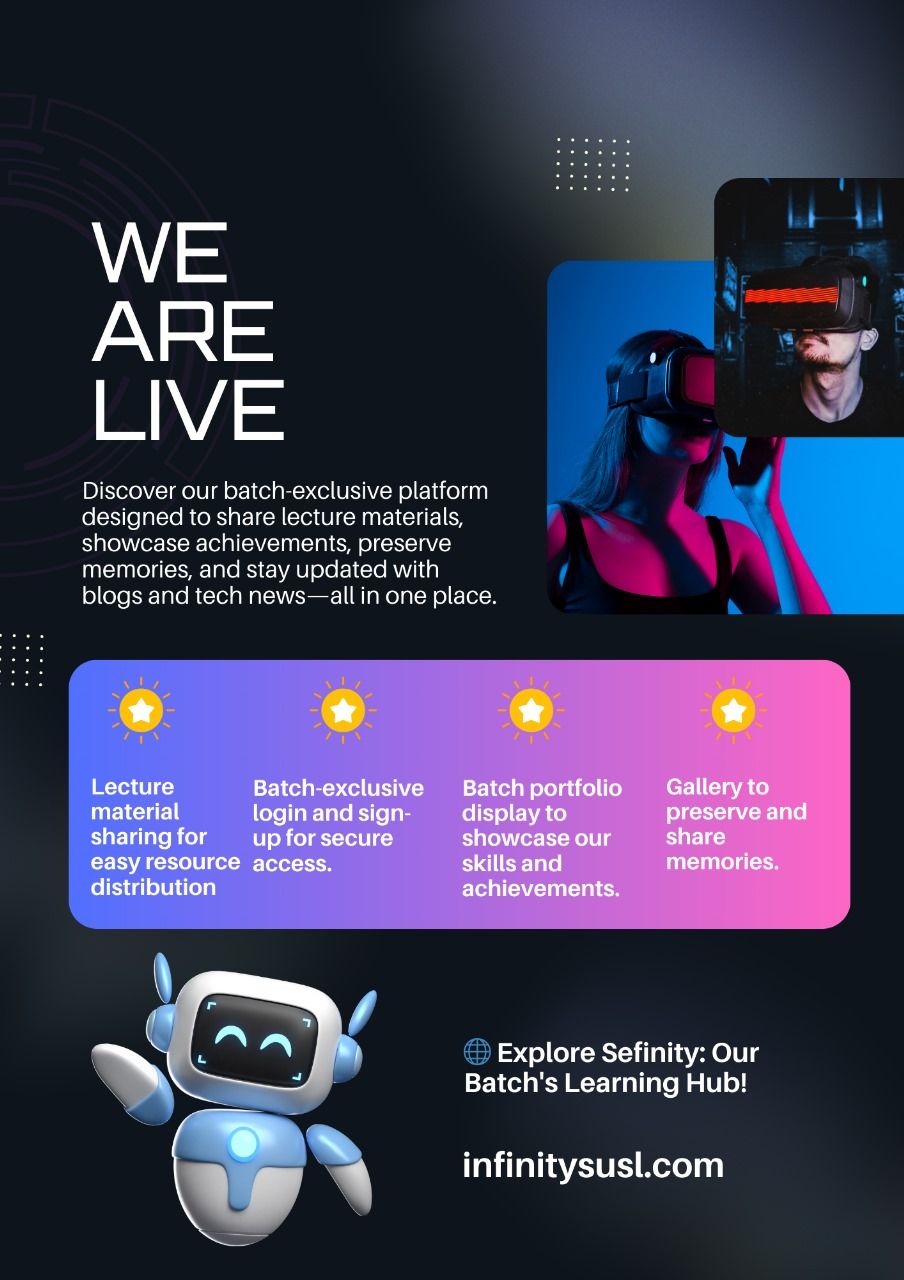 WE
ARE
LIVE
Discover our batch-exclusive platform
designed to share lecture materials,
showcase achievements, preserve
memories, and stay updated with
blogs and tech news—all in one place.
Lecture
material
sharing for
easy resource
distribution
Batch-exclusive
login and sign-
up for secure
access.
Batch portfolio
display to
showcase our
skills and
achievements.
Gallery to
preserve and
share
memories.
Explore Sefinity: Our
Batch's Learning Hub!
infinitysusl.com